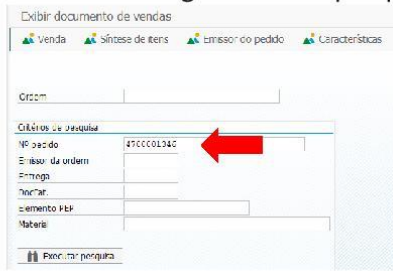 Exibir documento de vendas
Venda Síntese de itens Emissor do pedido Características
Ordem
Critérios de pesquisa
Nº pedido 4700001346
Emissor da ordem
Entrega
DocFat.
Elemento PEP
Material
Executar pesquisa